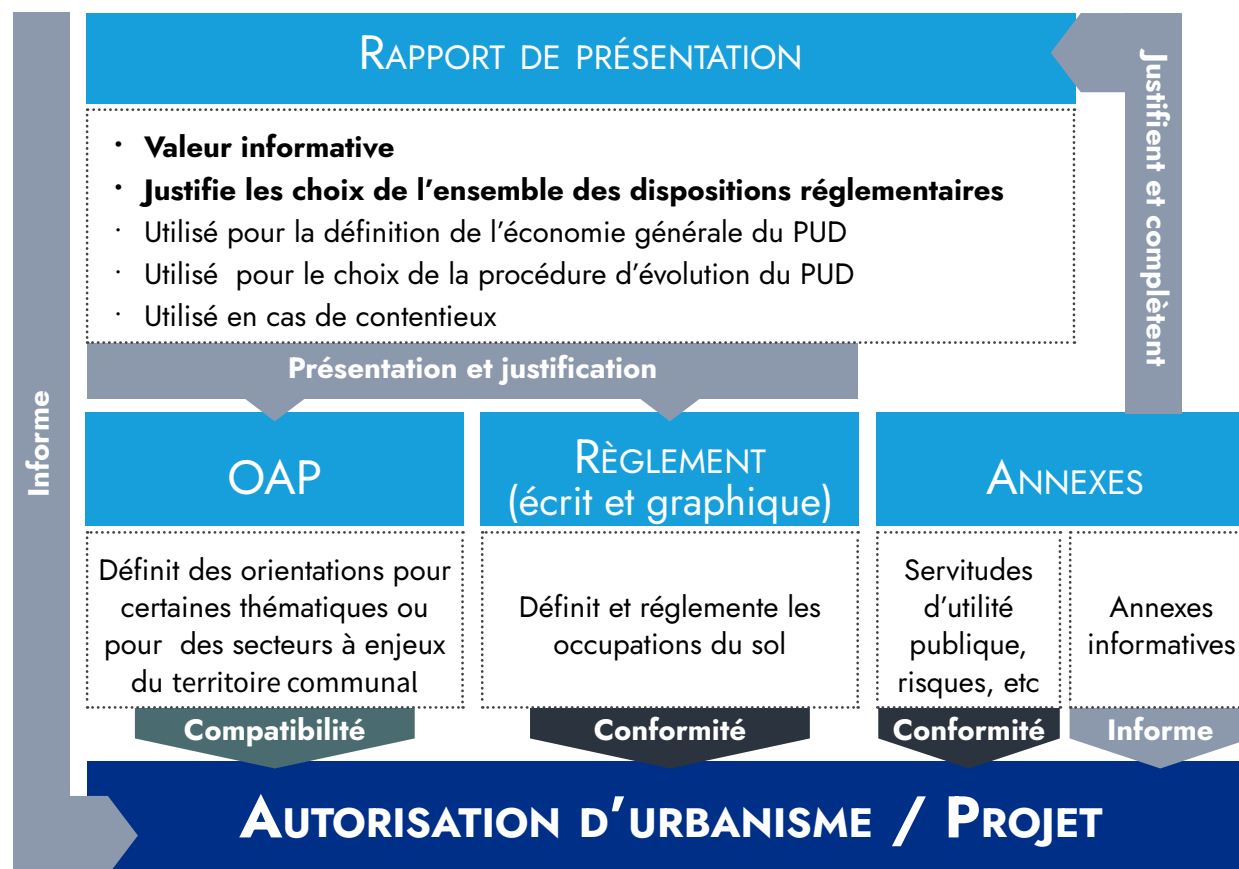 Rapport de présentation
· Valeur informative
· Justifie les choix de l'ensemble des dispositions réglementaires
· Utilisé pour la définition de l'économie générale du PUD
· Utilisé  pour le choix de la procédure d'évolution du PUD
· Utilisé en cas de contentieux
Justifient et complètent
Présentation et justification
Informe
OAP
Règlement
(écrit et graphique)
Annexes
Définit des orientations pour
certaines thématiques ou
pour  des secteurs à enjeux
du territoire communal
Définit et réglemente les
occupations du sol
Servitudes
d'utilité
publique,
risques, etc
Annexes
informatives
Compatibilité
Conformité
Conformité
Informe
Autorisation d'urbanisme / Projet